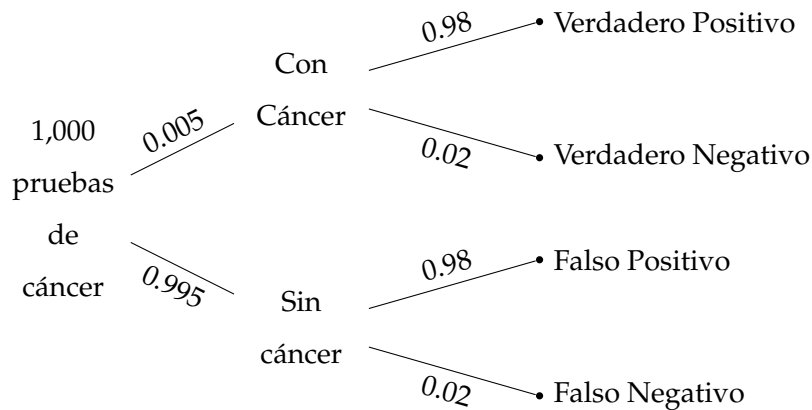 1,000
pruebas
de
cáncer
0.005
0.995
Con
Cáncer
Sin
cáncer
0.98
Verdadero Positivo
0.02
Verdadero Negativo
0.98
Falso Positivo
0.02
Falso Negativo